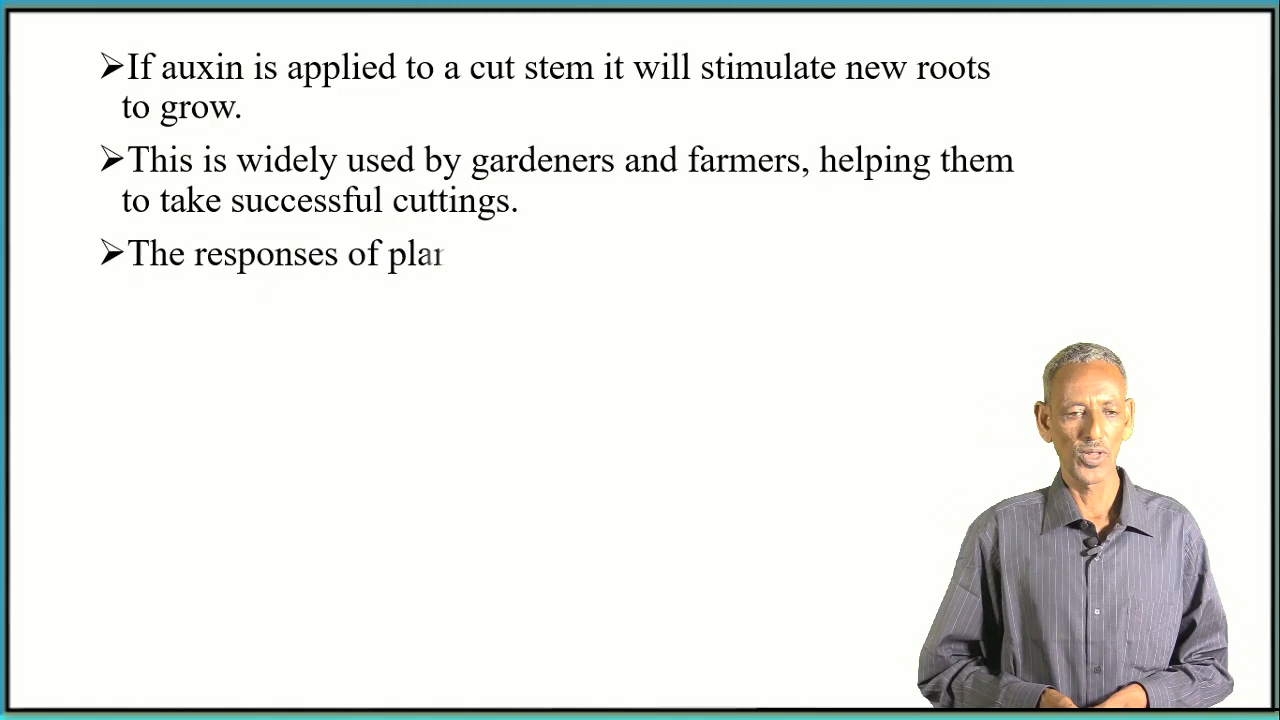 ➢If auxin is applied to a cut stem it will stimulate new roots
to grow.
➢This is widely used by gardeners and farmers, helping them
to take successful cuttings.
➢The responses of